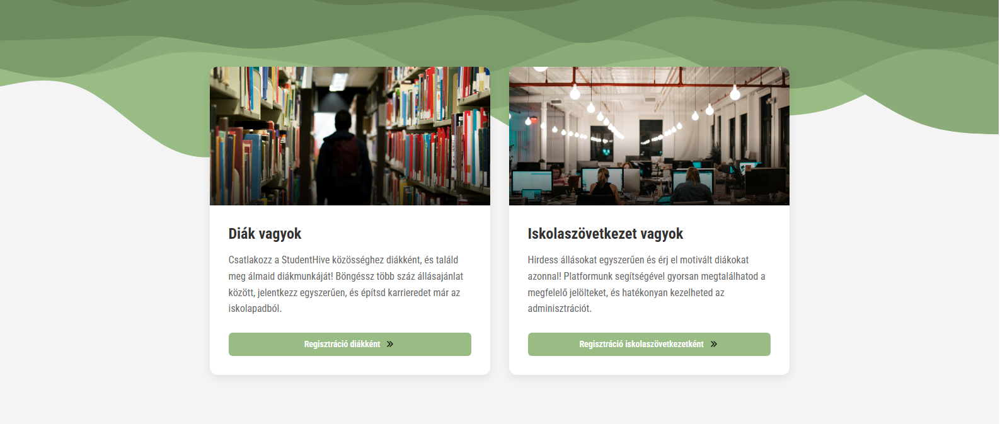 Diák vagyok
Csatlakozz a StudentHive közösséghez diákként, és találd
meg álmaid diákmunkáját! Böngéssz több száz állásajánlat
között, jelentkezz egyszerűen, és építsd karrieredet már az
iskolapadból.
Regisztráció diákként
Iskolaszövetkezet vagyok
Hirdess állásokat egyszerűen és érj el motivált diákokat
azonnal! Platformunk segítségével gyorsan megtalálhatod a
megfelelő jelölteket, és hatékonyan kezelheted az
adminisztrációt.
Regisztráció iskolaszövetkezetként